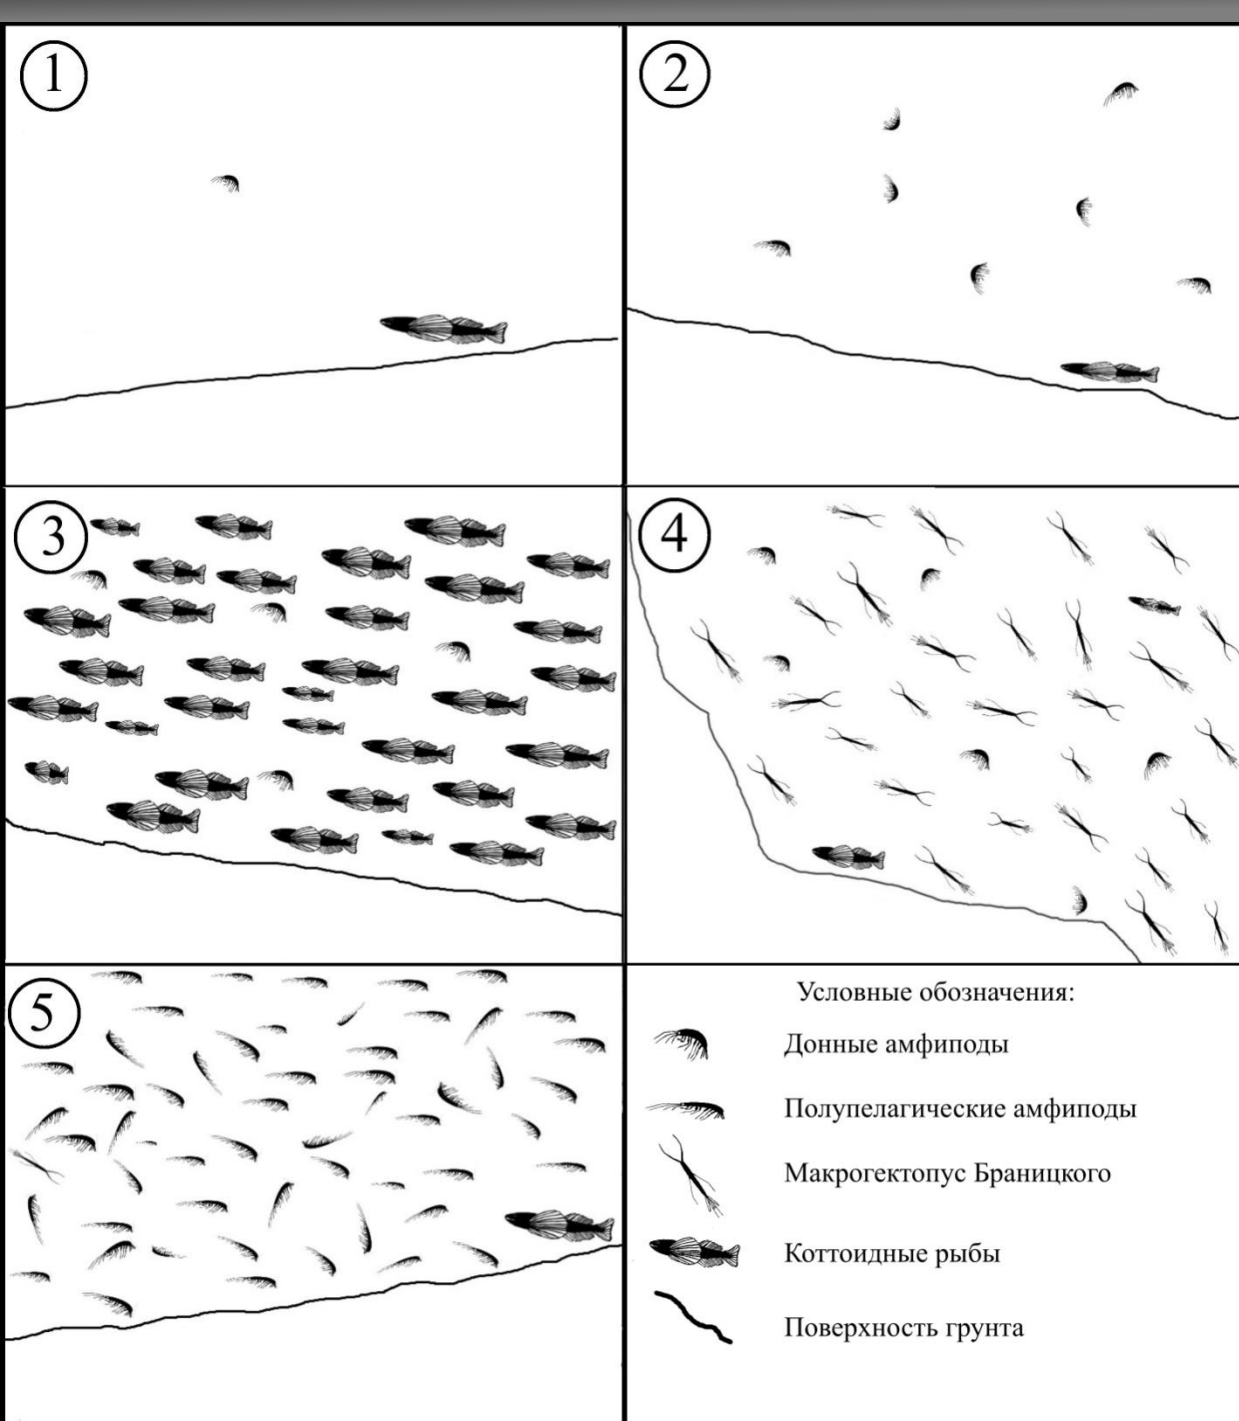 1
2
3
4
5
Условные обозначения:
Донные амфиподы
Полупелагические амфиподы
Макрогектопус Браницкого
Коттоидные рыбы
Поверхность грунта